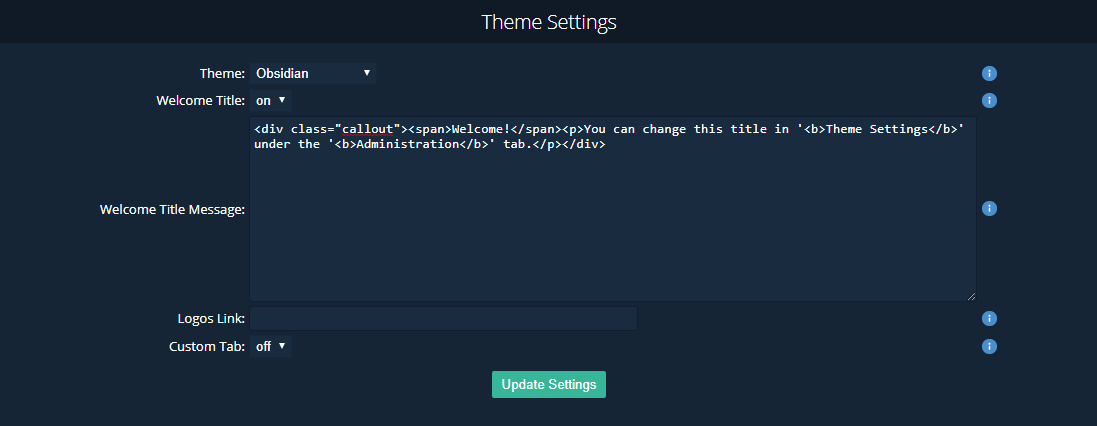 Theme Settings
Theme: Obsidian
Welcome Title: on
<div class="callout"><span>Welcome!</span><p>You can change this title in '<b>Theme Settings</b>'
under the '<b>Administration</b>' tab.</p></div>
Welcome Title Message:
Logos Link:
Custom Tab: off
Update Settings